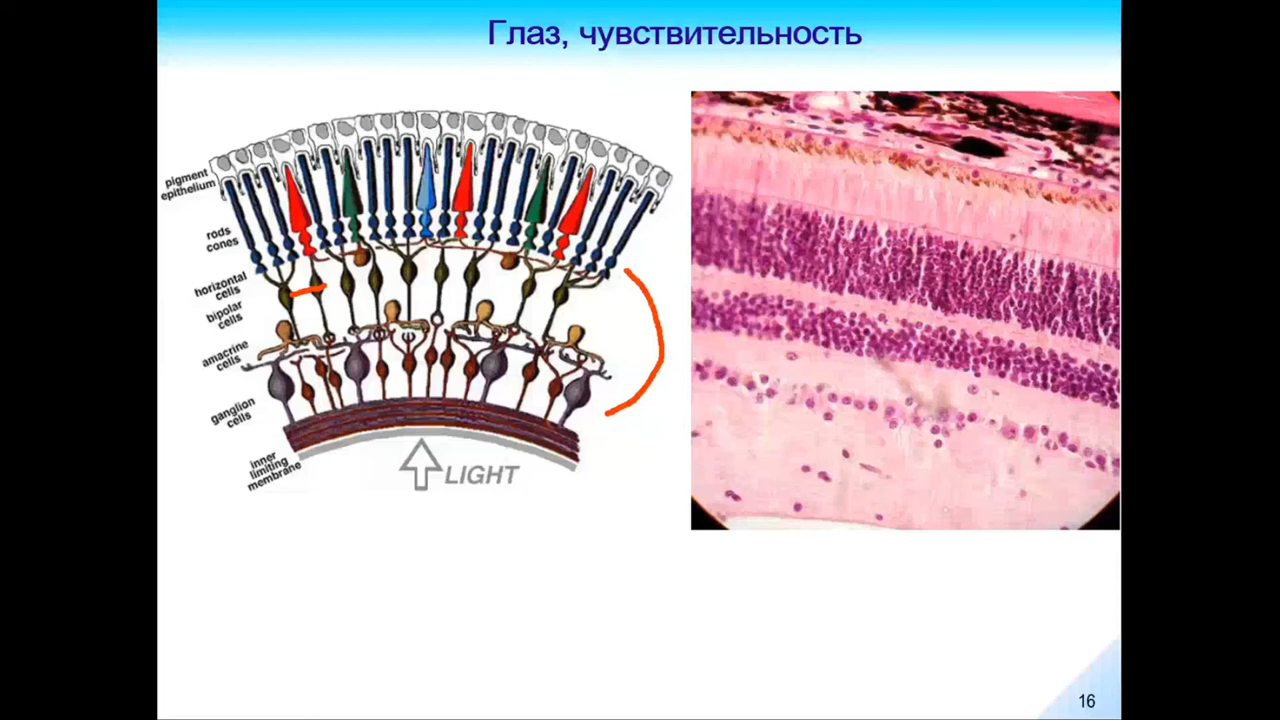 Глаз, чувствительность
pigment
epithelium
rods
cones
horizontal
cells
bipolar
cells
amacrine
cells
ganglion
cells
inner
limiting
membrane
LIGHT
16